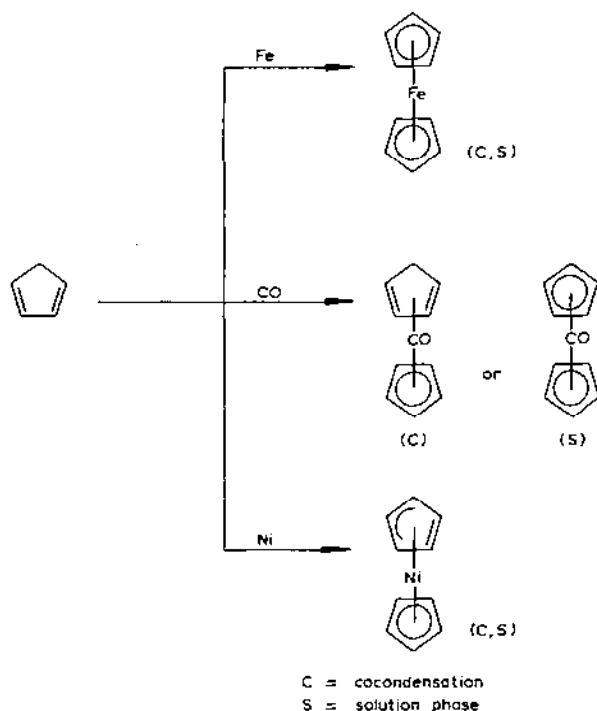 Fe
Fe
(C,S)
CO
CO
CO
or
(C)
(S)
Ni
Ni
(C,S)
C = cocondensation
S = solution phase